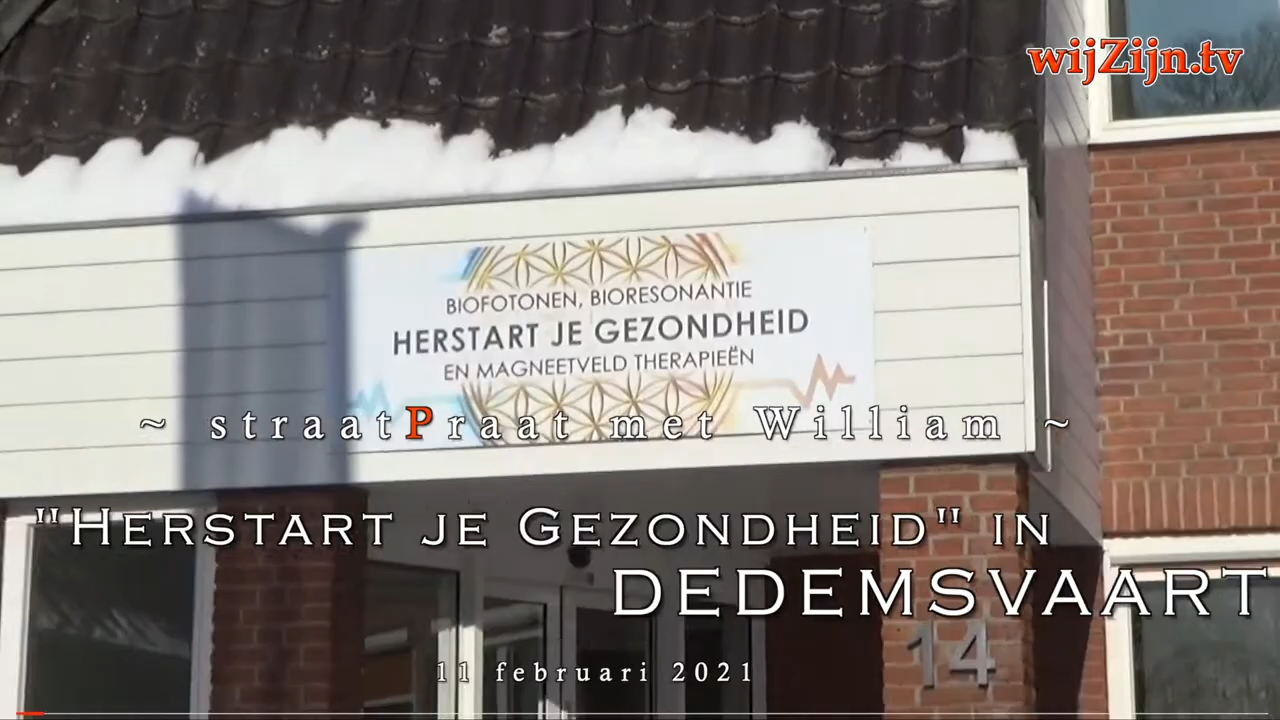 wijZijn.tv
BIOFOTONEN, BIORESONANTIE
HERSTART JE GEZONDHEID
EN MAGNEETVELD THERAPIEËN
~ straatPraat met William ~
"HERSTART JE GEZONDHEID" IN
DEDEMSVAART
14
11 februari 2021